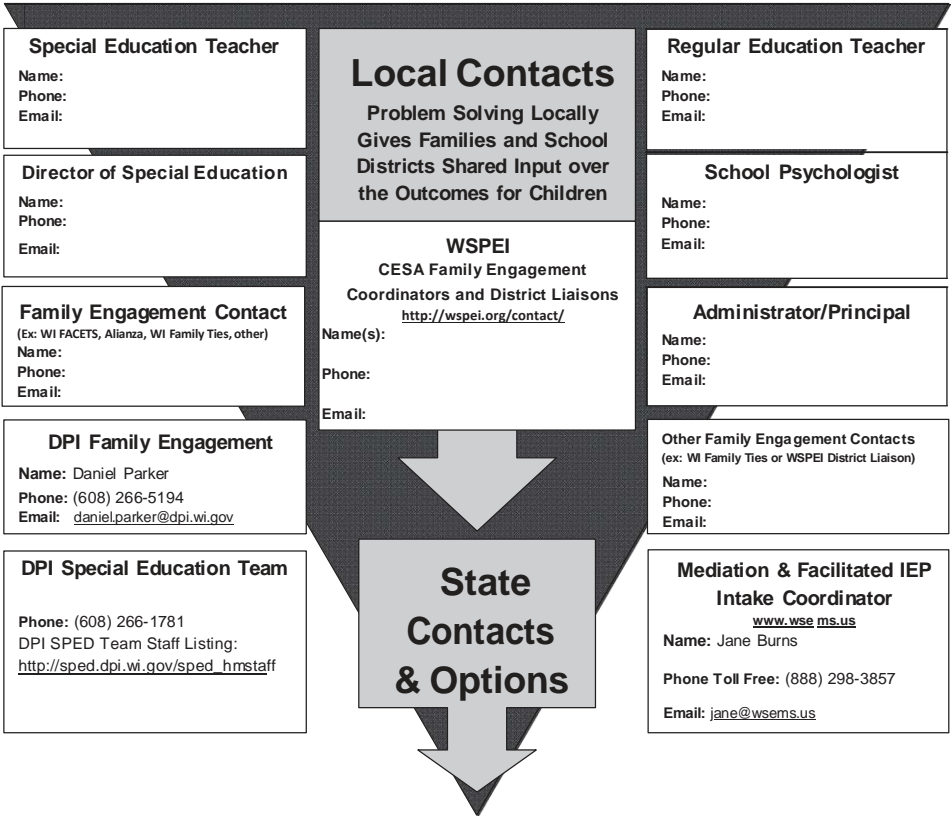 Special Education Teacher
Name:
Phone:
Email:
Director of Special Education
Name:
Phone:
Email:
Family Engagement Contact
(Ex: WI FACETS, Alianza, WI Family Ties, other)
Name:
Phone:
Email:
DPI Family Engagement
Name: Daniel Parker
Phone: (608) 266-5194
Email: daniel.parker@dpi.wi.gov
DPI Special Education Team
Phone: (608) 266-1781
DPI SPED Team Staff Listing:
http://sped.dpi.wi.gov/sped_hmstaff
Local Contacts
Problem Solving Locally
Gives Families and School
Districts Shared Input over
the Outcomes for Children
WSPEI
CESA Family Engagement
Coordinators and District Liaisons
http://wspei.org/contact/
Name(s):
Phone:
Email:
State
Contacts
& Options
Regular Education Teacher
Name:
Phone:
Email:
School Psychologist
Name:
Phone:
Email:
Administrator/Principal
Name:
Phone:
Email:
Other Family Engagement Contacts
(ex: WI Family Ties or WSPEI District Liaison)
Name:
Phone:
Email:
Mediation & Facilitated IEP
Intake Coordinator
www.wsems.us
Name: Jane Burns
Phone Toll Free: (888) 298-3857
Email: jane@wsems.us